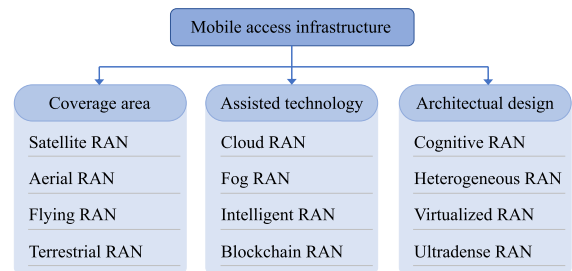 Mobile access infrastructure
Coverage area
Satellite RAN
Aerial RAN
Flying RAN
Terrestrial RAN
Assisted technology
Cloud RAN
Fog RAN
Intelligent RAN
Blockchain RAN
Architectual design
Cognitive RAN
Heterogeneous RAN
Virtualized RAN
Ultradense RAN